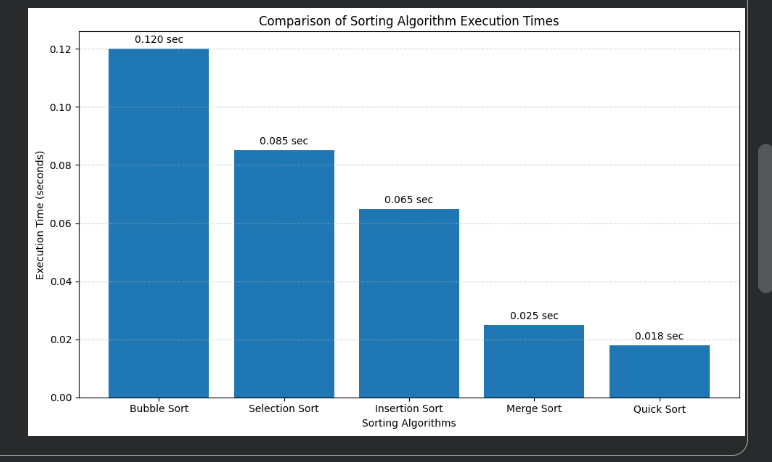 Comparison of Sorting Algorithm Execution Times
0.120 sec
0.085 sec
0.065 sec
0.025 sec
0.018 sec
Execution Time (seconds)
0.12
0.10
0.08
0.06
0.04
0.02
0.00
Bubble Sort Selection Sort Insertion Sort Merge Sort Quick Sort
Sorting Algorithms